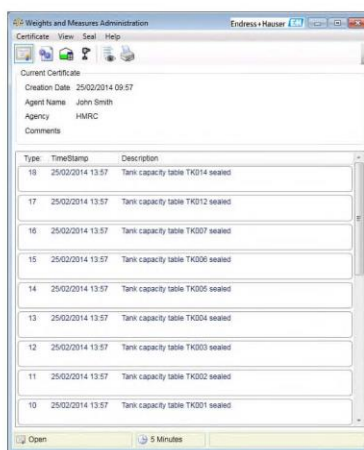 Weights and Measures Administration Endress+Hauser
Certificate View Seal Help
Current Certificate
Creation Date 25/02/2014 09:57
Agent Name John Smith
Agency HMRC
Comments
Type TimeStamp Description
18 25/02/2014 13:57 Tank capacity table TK014 sealed
17 25/02/2014 13:57 Tank capacity table TK012 sealed
16 25/02/2014 13:57 Tank capacity table TK007 sealed
15 25/02/2014 13:57 Tank capacity table TK006 sealed
14 25/02/2014 13:57 Tank capacity table TK005 sealed
13 25/02/2014 13:57 Tank capacity table TK004 sealed
12 25/02/2014 13:57 Tank capacity table TK003 sealed
11 25/02/2014 13:57 Tank capacity table TK002 sealed
10 25/02/2014 13:57 Tank capacity table TK001 sealed
Open 5 Minutes